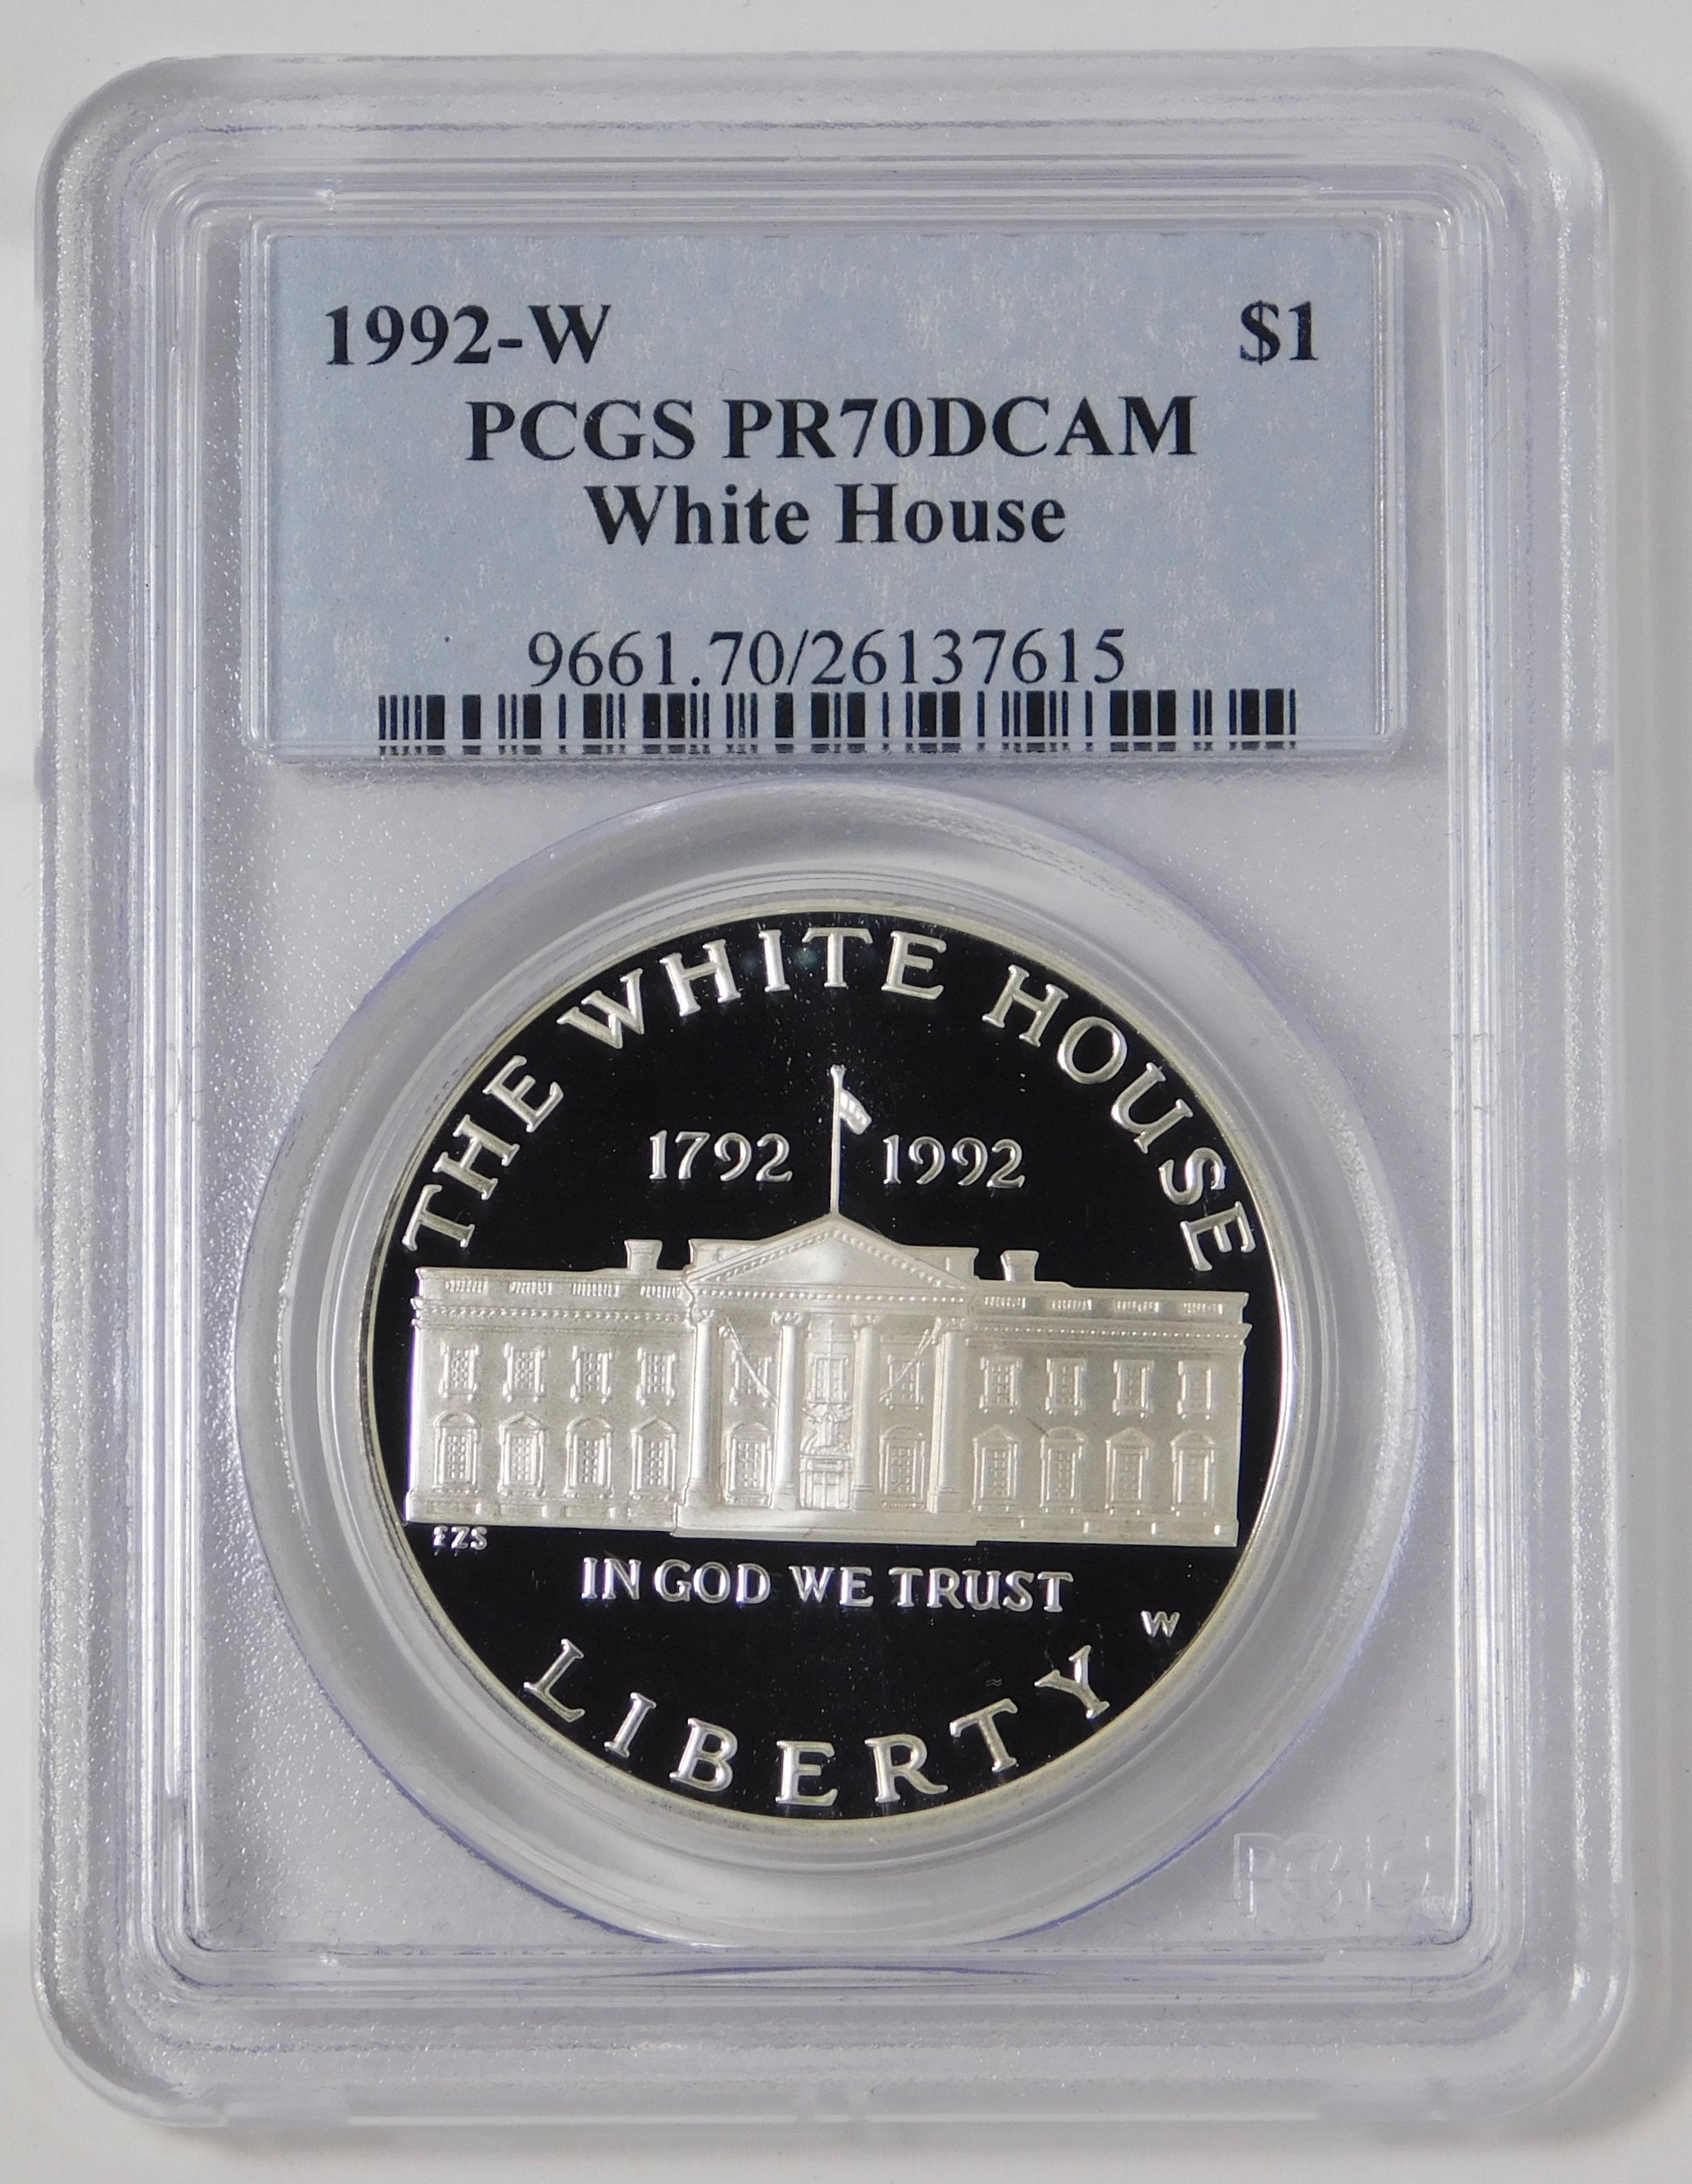 1992-W $1
PCGS PR70DCAM
White House
9661.70/26137615
THE WHITE HOUSE
1792 1992
EZS
IN GOD WE TRUST
W
LIBERTY
PCGS